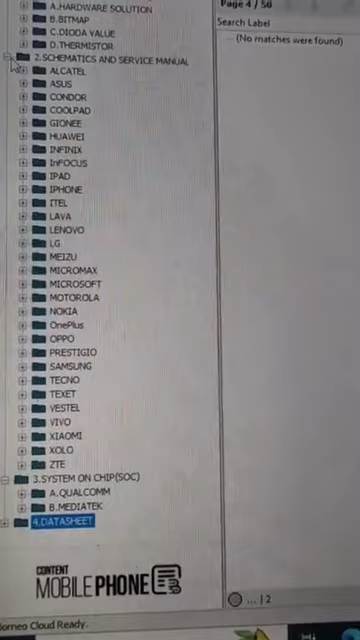 A.HARDWARE SOLUTION
B.BITMAP
C.DIODA VALUE
D.THERMISTOR
2.SCHEMATICS AND SERVICE MANUAL
ALCATEL
ASUS
CONDOR
COOLPAD
GIONEE
HUAWEI
INFINIX
InFOCUS
IPAD
IPHONE
ITEL
LAVA
LENOVO
LG
MEIZU
MICROMAX
MICROSOFT
MOTOROLA
NOKIA
OnePlus
OPPO
PRESTIGIO
SAMSUNG
TECNO
TEXET
VESTEL
VIVO
XIAOMI
XOLO
ZTE
3.SYSTEM ON CHIP(SOC)
A.QUALCOMM
B.MEDIATEK
4.DATASHEET
CONTENT
MOBILE PHONE
orneo Cloud Ready.
Page 4 / 50
Search Label
(No matches were found)
... | 2